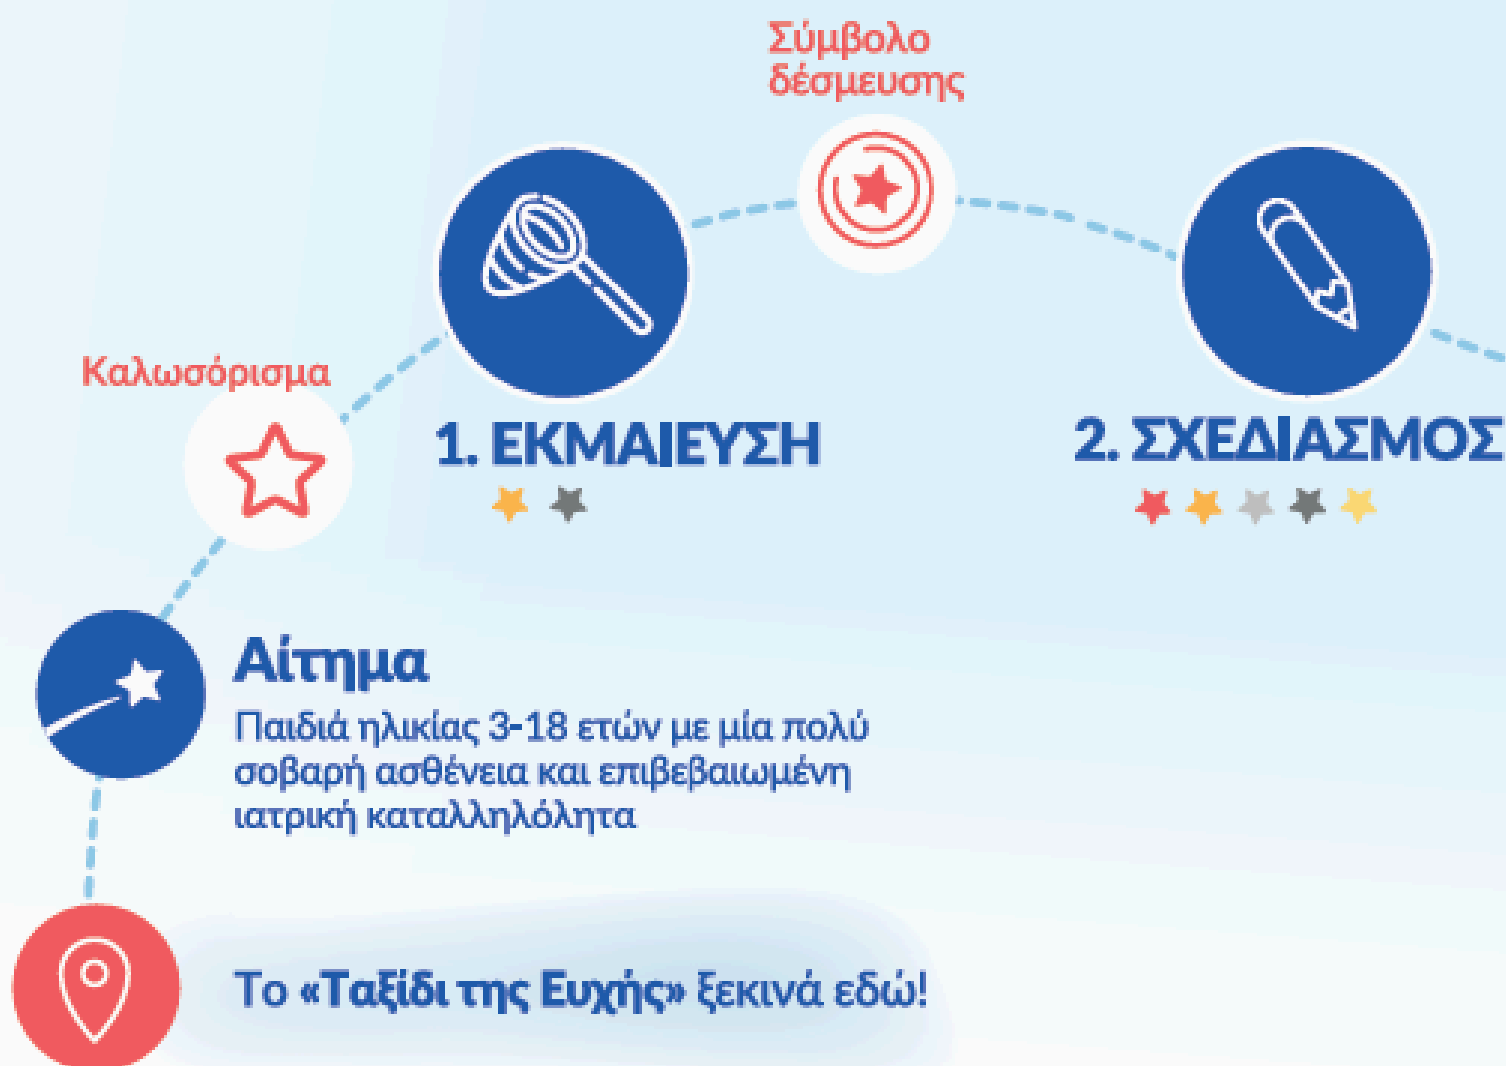 Σύμβολο
δέσμευσης
Καλωσόρισμα
1. ΕΚΜΑΙΕΥΣΗ
2. ΣΧΕΔΙΑΣΜΟΣ
Αίτημα
Παιδιά ηλικίας 3-18 ετών με μία πολύ
σοβαρή ασθένεια και επιβεβαιωμένη
ιατρική καταλληλόλητα
Το «Ταξίδι της Ευχής» ξεκινά εδώ!